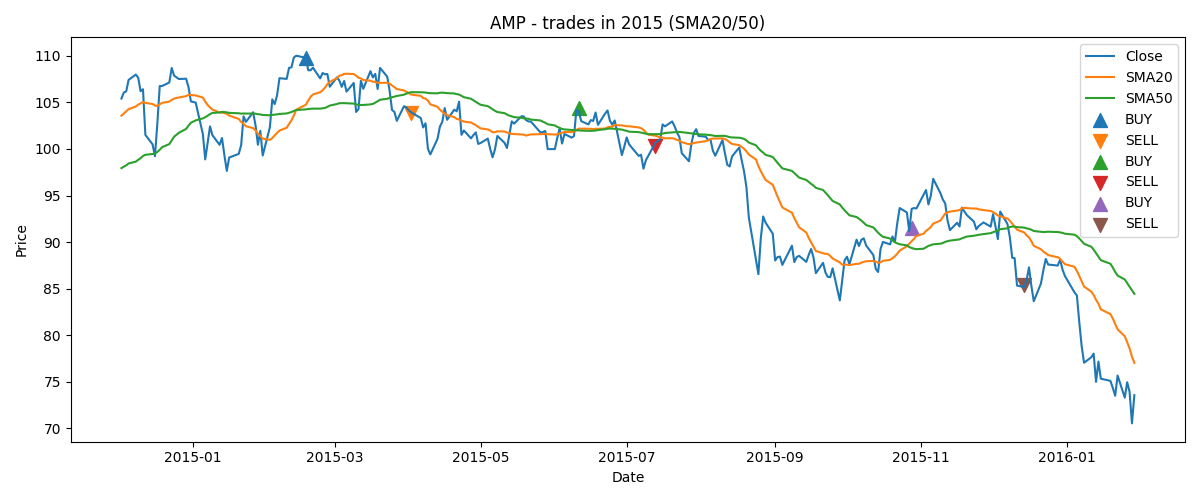 AMP - trades in 2015 (SMA20/50)
Close
SMA20
SMA50
BUY
SELL
BUY
SELL
BUY
SELL
Price
110
105
100
95
90
85
80
75
70
2015-01
2015-03
2015-05
2015-07
2015-09
2015-11
2016-01
Date